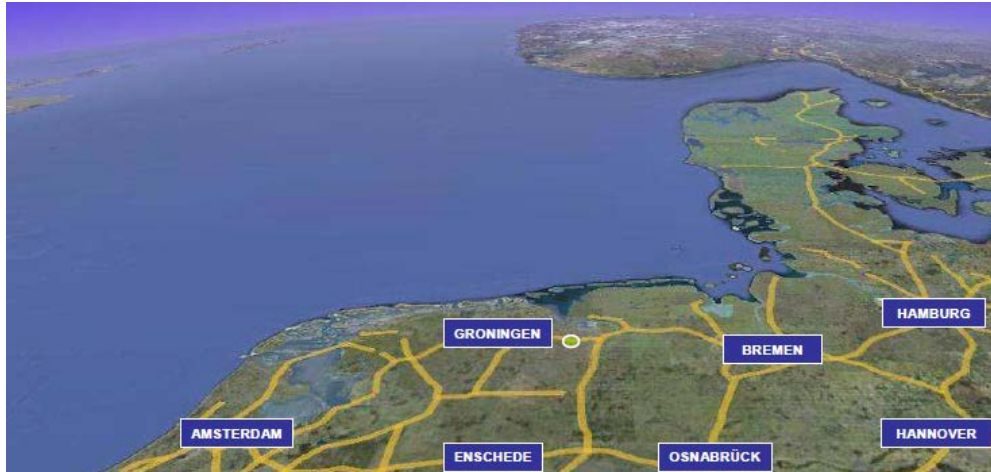 HAMBURG
GRONINGEN
BREMEN
AMSTERDAM
HANNOVER
ENSCHEDE
OSNABRÜCK